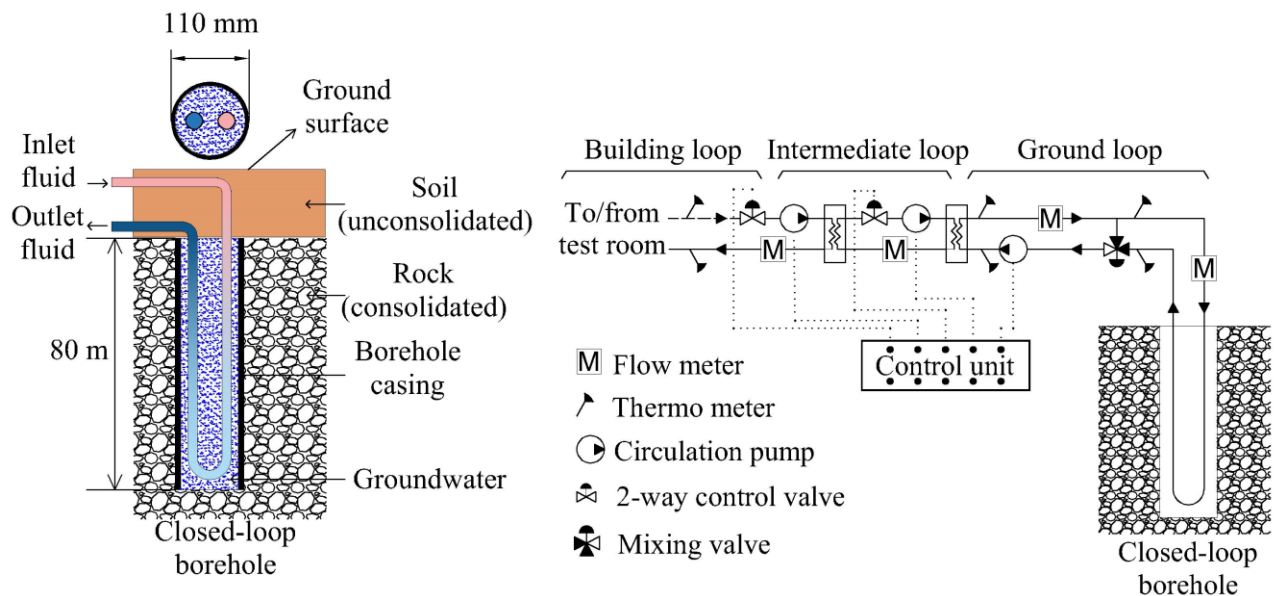 110 mm
Ground
surface
Inlet
fluid
Outlet
fluid
Soil
(unconsolidated)
Rock
(consolidated)
80 m
Borehole
casing
Groundwater
Closed-loop
borehole
Building loop
Intermediate loop
Ground loop
To/from
test room
M
M
M
M
Control unit
M Flow meter
Thermo meter
Circulation pump
2-way control valve
Mixing valve
Closed-loop
borehole